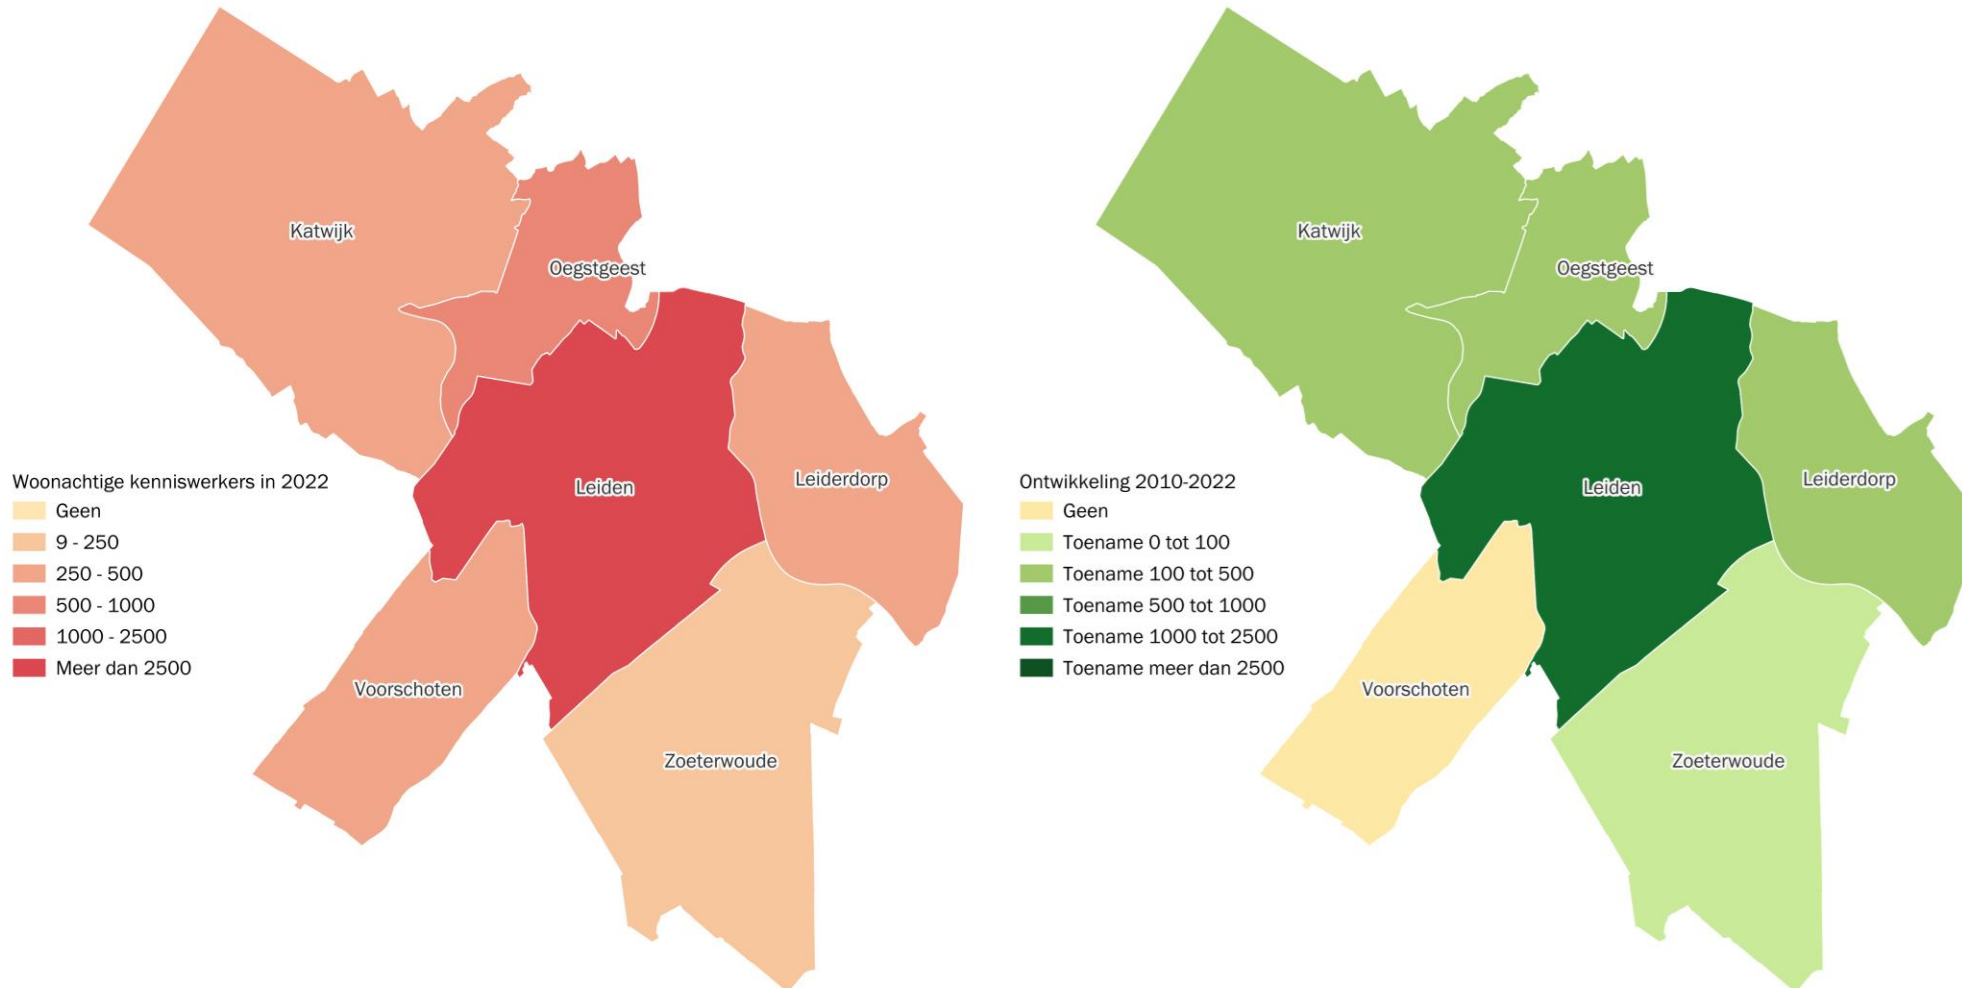 Katwijk
Oegstgeest
Leiden
Leiderdorp
Voorschoten
Zoeterwoude
Woonachtige kenniswerkers in 2022
Geen
9 - 250
250 - 500
500 - 1000
1000 - 2500
Meer dan 2500
Katwijk
Oegstgeest
Leiden
Leiderdorp
Voorschoten
Zoeterwoude
Ontwikkeling 2010-2022
Geen
Toename 0 tot 100
Toename 100 tot 500
Toename 500 tot 1000
Toename 1000 tot 2500
Toename meer dan 2500